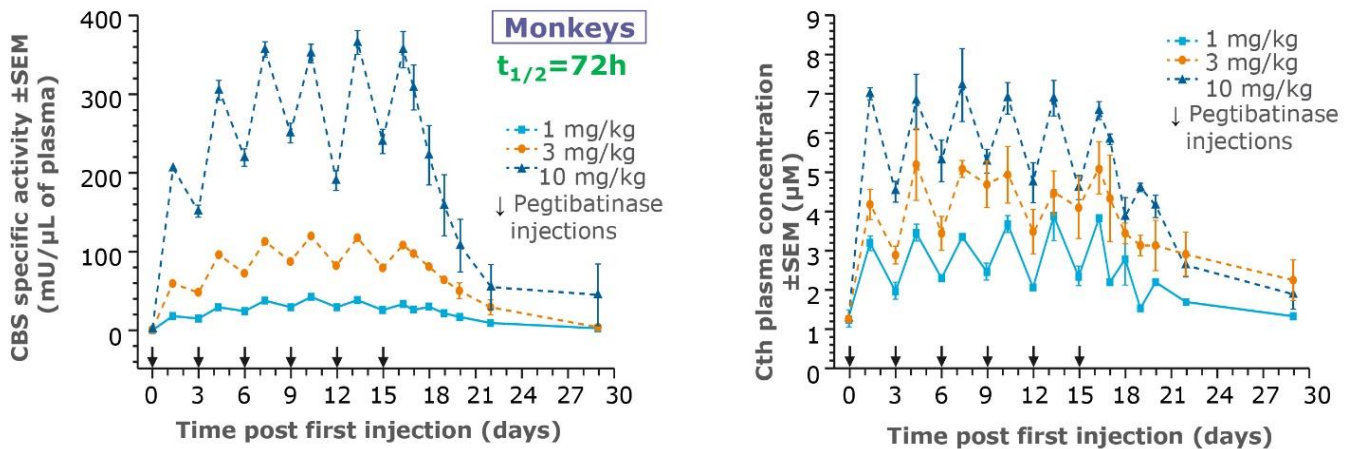 CBS specific activity ±SEM
(mU/µL of plasma)
400
300
200
100
0
Monkeys
t1/2=72h
1 mg/kg
3 mg/kg
10 mg/kg
↓ Pegtibatinase
injections
0 3 6 9 12 15 18 21 24 27 30
Time post first injection (days)
Cth plasma concentration
±SEM (µM)
9
8
7
6
5
4
3
2
1
0
1 mg/kg
3 mg/kg
10 mg/kg
↓ Pegtibatinase
injections
0 3 6 9 12 15 18 21 24 27 30
Time post first injection (days)